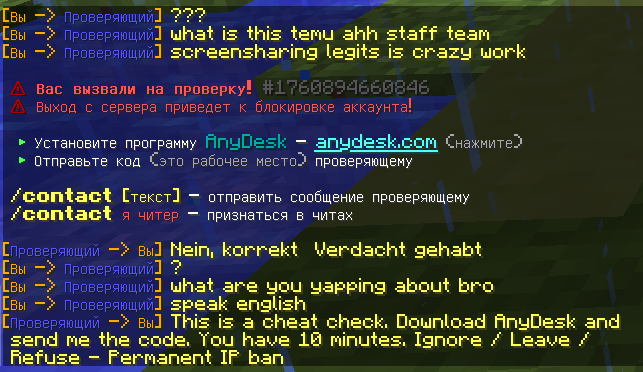 [Вы -> Проверяющий] ???
[Вы -> Проверяющий] what is this temu ahh staff team
[Вы -> Проверяющий] screensharing legits is crazy work
⚠ Вас вызвали на проверку! #1760894660846
⚠ Выход с сервера приведет к блокировке аккаунта!
▸ Установите программу AnyDesk — anydesk.com (нажмите)
▸ Отправьте код (это рабочее место) проверяющему
/contact [текст] — отправить сообщение проверяющему
/contact я читер — признаться в читах
[Проверяющий -> Вы] Nein, korrekt  Verdacht gehabt
[Вы -> Проверяющий] ?
[Вы -> Проверяющий] what are you yapping about bro
[Вы -> Проверяющий] speak english
[Проверяющий -> Вы] This is a cheat check. Download AnyDesk and
send me the code. You have 10 minutes. Ignore / Leave /
Refuse - Permanent IP ban